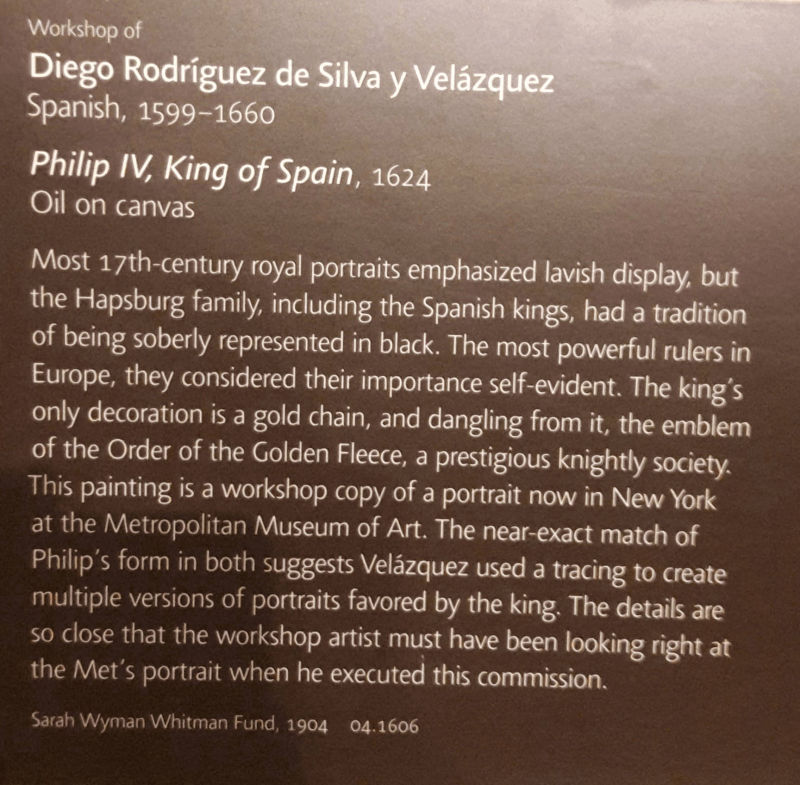 Workshop of
Diego Rodríguez de Silva y Velázquez
Spanish, 1599–1660
Philip IV, King of Spain, 1624
Oil on canvas
Most 17th-century royal portraits emphasized lavish display, but
the Hapsburg family, including the Spanish kings, had a tradition
of being soberly represented in black. The most powerful rulers in
Europe, they considered their importance self-evident. The king's
only decoration is a gold chain, and dangling from it, the emblem
of the Order of the Golden Fleece, a prestigious knightly society.
This painting is a workshop copy of a portrait now in New York
at the Metropolitan Museum of Art. The near-exact match of
Philip's form in both suggests Velázquez used a tracing to create
multiple versions of portraits favored by the king. The details are
so close that the workshop artist must have been looking right at
the Met's portrait when he executed this commission.
Sarah Wyman Whitman Fund, 1904 04.1606